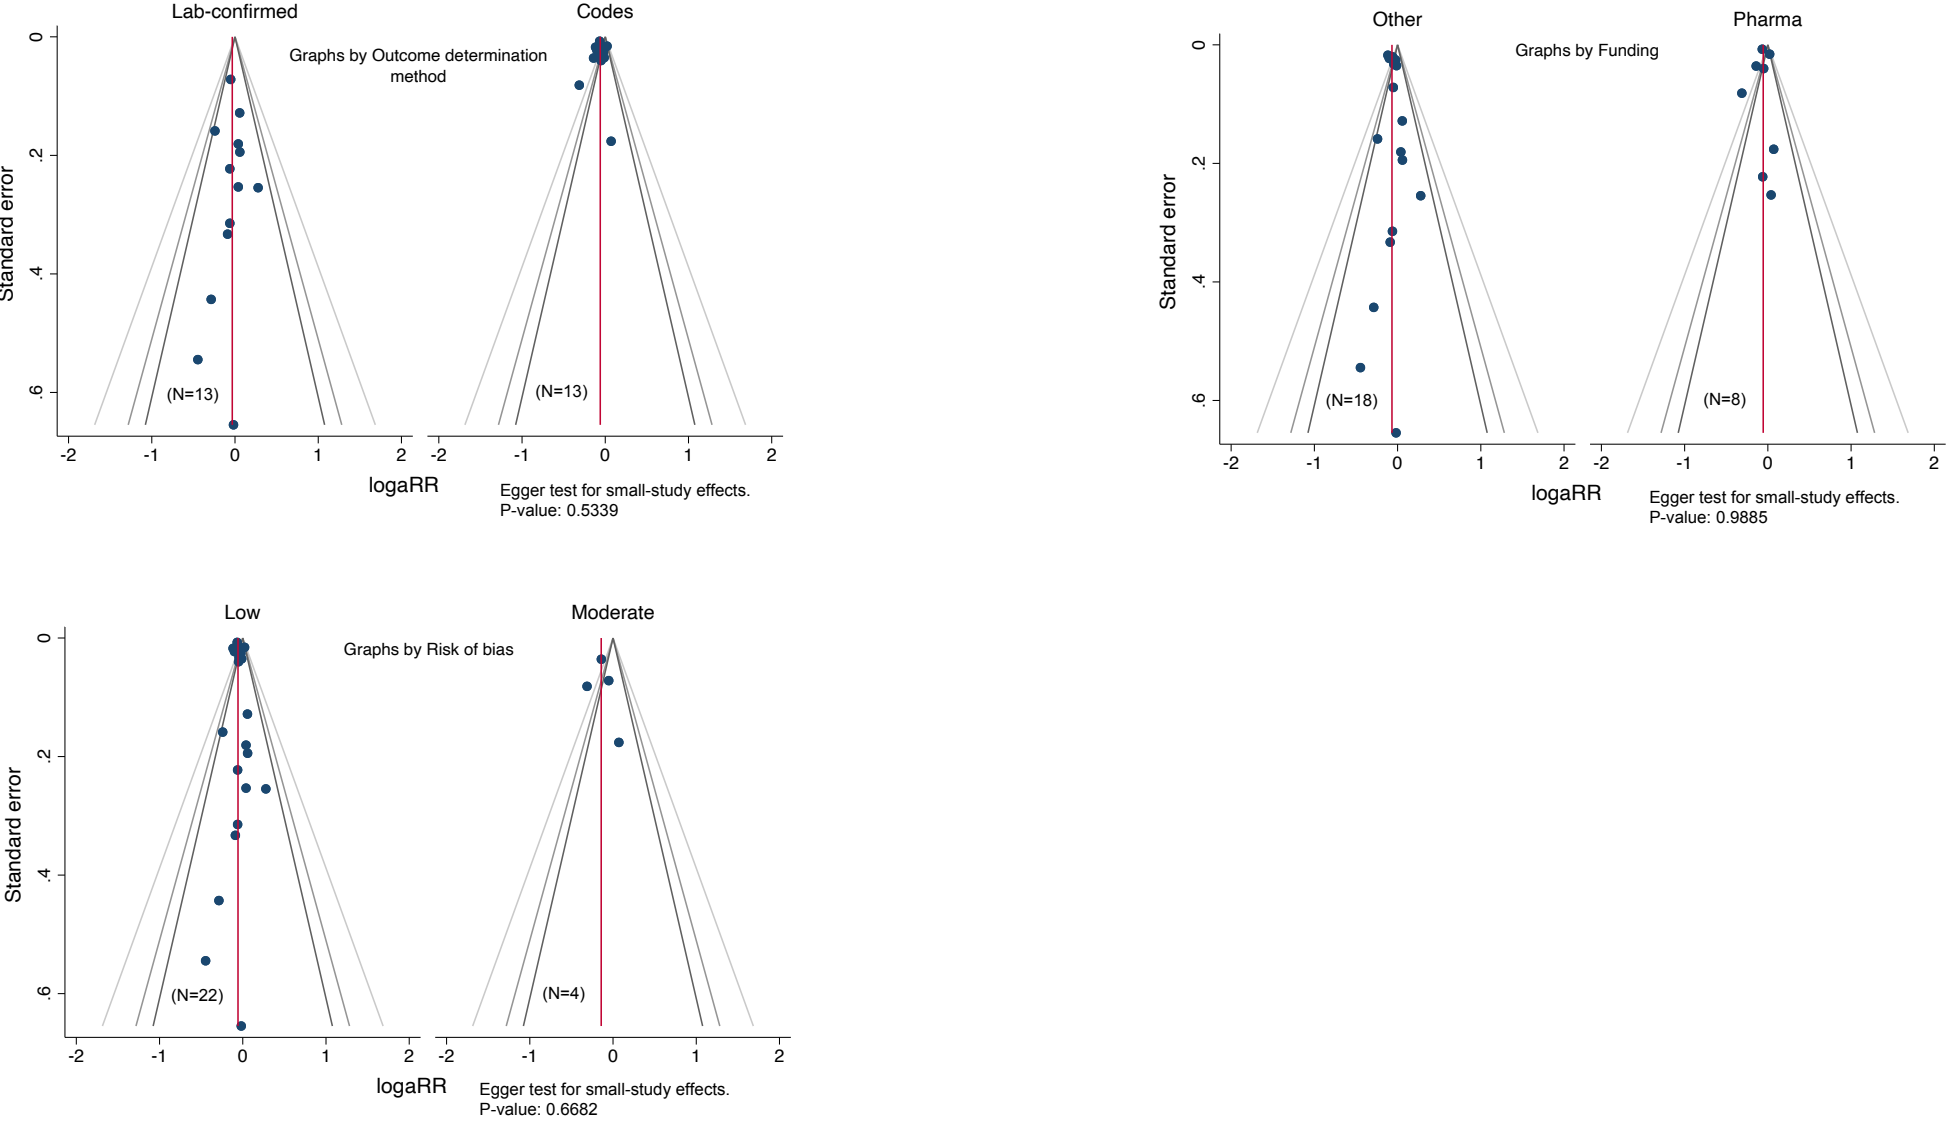 Lab-confirmed
Codes
Graphs by Outcome determination
method
Standard error
0
.2
.4
.6
(N=13)
(N=13)
-2 -1 0 1 2
-2 -1 0 1 2
logaRR
Egger test for small-study effects.
P-value: 0.5339
Other
Pharma
Graphs by Funding
Standard error
0
.2
.4
.6
(N=18)
(N=8)
-2 -1 0 1 2
-2 -1 0 1 2
logaRR
Egger test for small-study effects.
P-value: 0.9885
Low
Moderate
Graphs by Risk of bias
Standard error
0
.2
.4
.6
(N=22)
(N=4)
-2 -1 0 1 2
-2 -1 0 1 2
logaRR
Egger test for small-study effects.
P-value: 0.6682